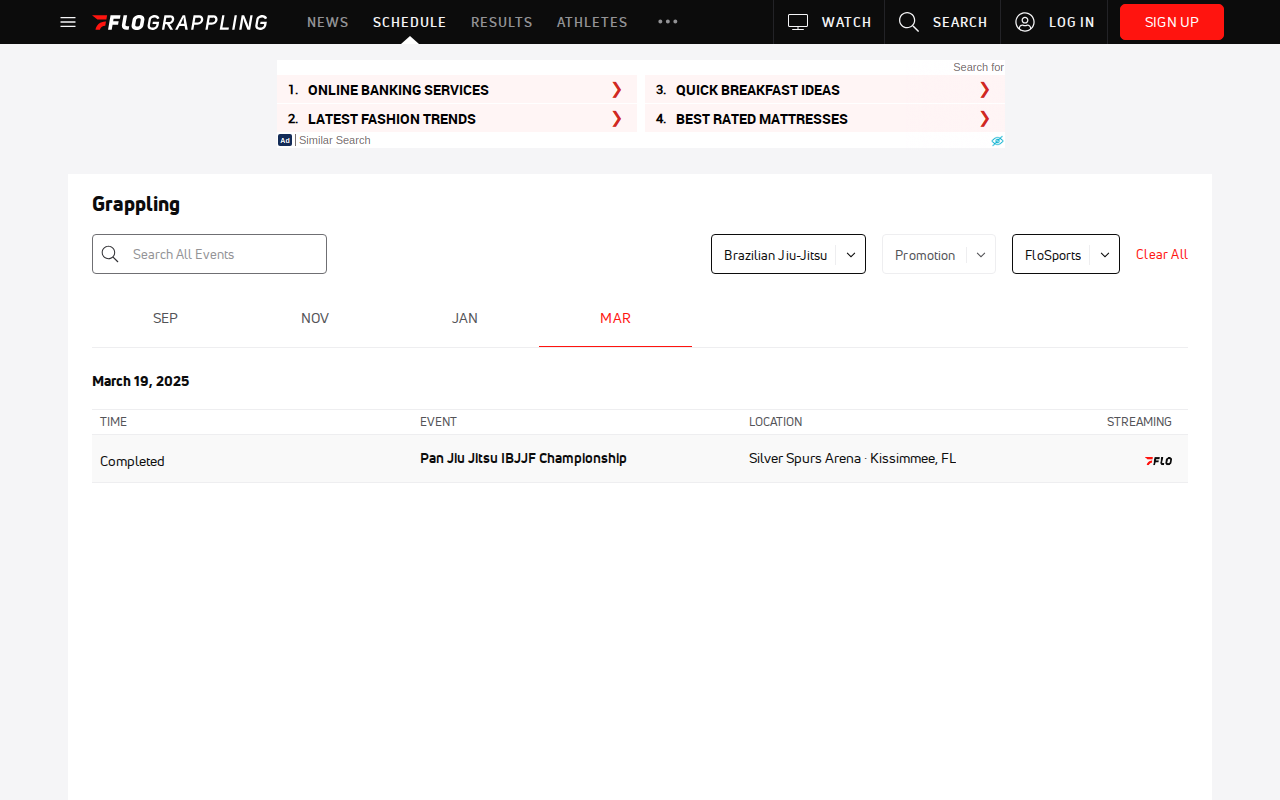 FLOGRAPPLING NEWS SCHEDULE RESULTS ATHLETES ••• WATCH SEARCH LOG IN SIGN UP
Search for
1. ONLINE BANKING SERVICES ❯
2. LATEST FASHION TRENDS ❯
3. QUICK BREAKFAST IDEAS ❯
4. BEST RATED MATTRESSES ❯
Ad | Similar Search
Grappling
Search All Events Brazilian Jiu-Jitsu Promotion FloSports Clear All
SEP NOV JAN MAR
March 19, 2025
TIME EVENT LOCATION STREAMING
Completed Pan Jiu Jitsu IBJJF Championship Silver Spurs Arena · Kissimmee, FL FLO